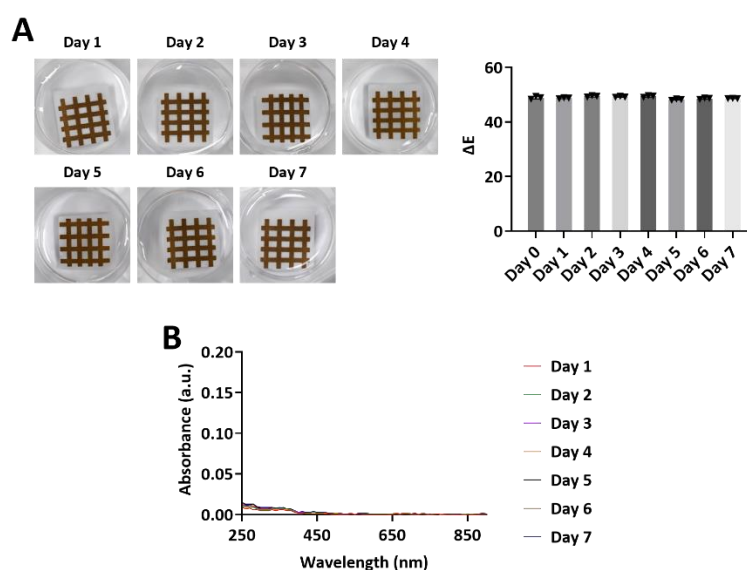 A
Day 1 Day 2 Day 3 Day 4
Day 5 Day 6 Day 7
60
40
20
0
ΔE
Day 0 Day 1 Day 2 Day 3 Day 4 Day 5 Day 6 Day 7
B
0.20
0.15
0.10
0.05
0.00
Absorbance (a.u.)
250 450 650 850
Wavelength (nm)
Day 1
Day 2
Day 3
Day 4
Day 5
Day 6
Day 7